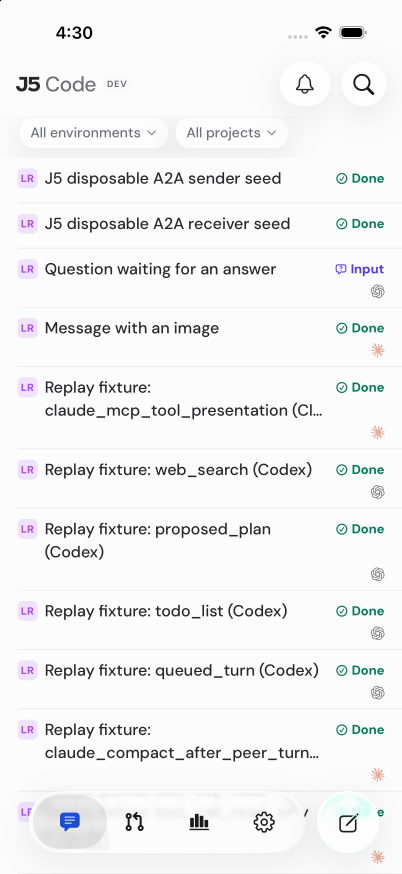 4:30
J5 Code DEV
All environments All projects
LR J5 disposable A2A sender seed Done
LR J5 disposable A2A receiver seed Done
LR Question waiting for an answer Input
LR Message with an image Done
LR Replay fixture: Done
claude_mcp_tool_presentation (Cl...
LR Replay fixture: web_search (Codex) Done
LR Replay fixture: proposed_plan Done
(Codex)
LR Replay fixture: todo_list (Codex) Done
LR Replay fixture: queued_turn (Codex) Done
LR Replay fixture: Done
claude_compact_after_peer_turn...